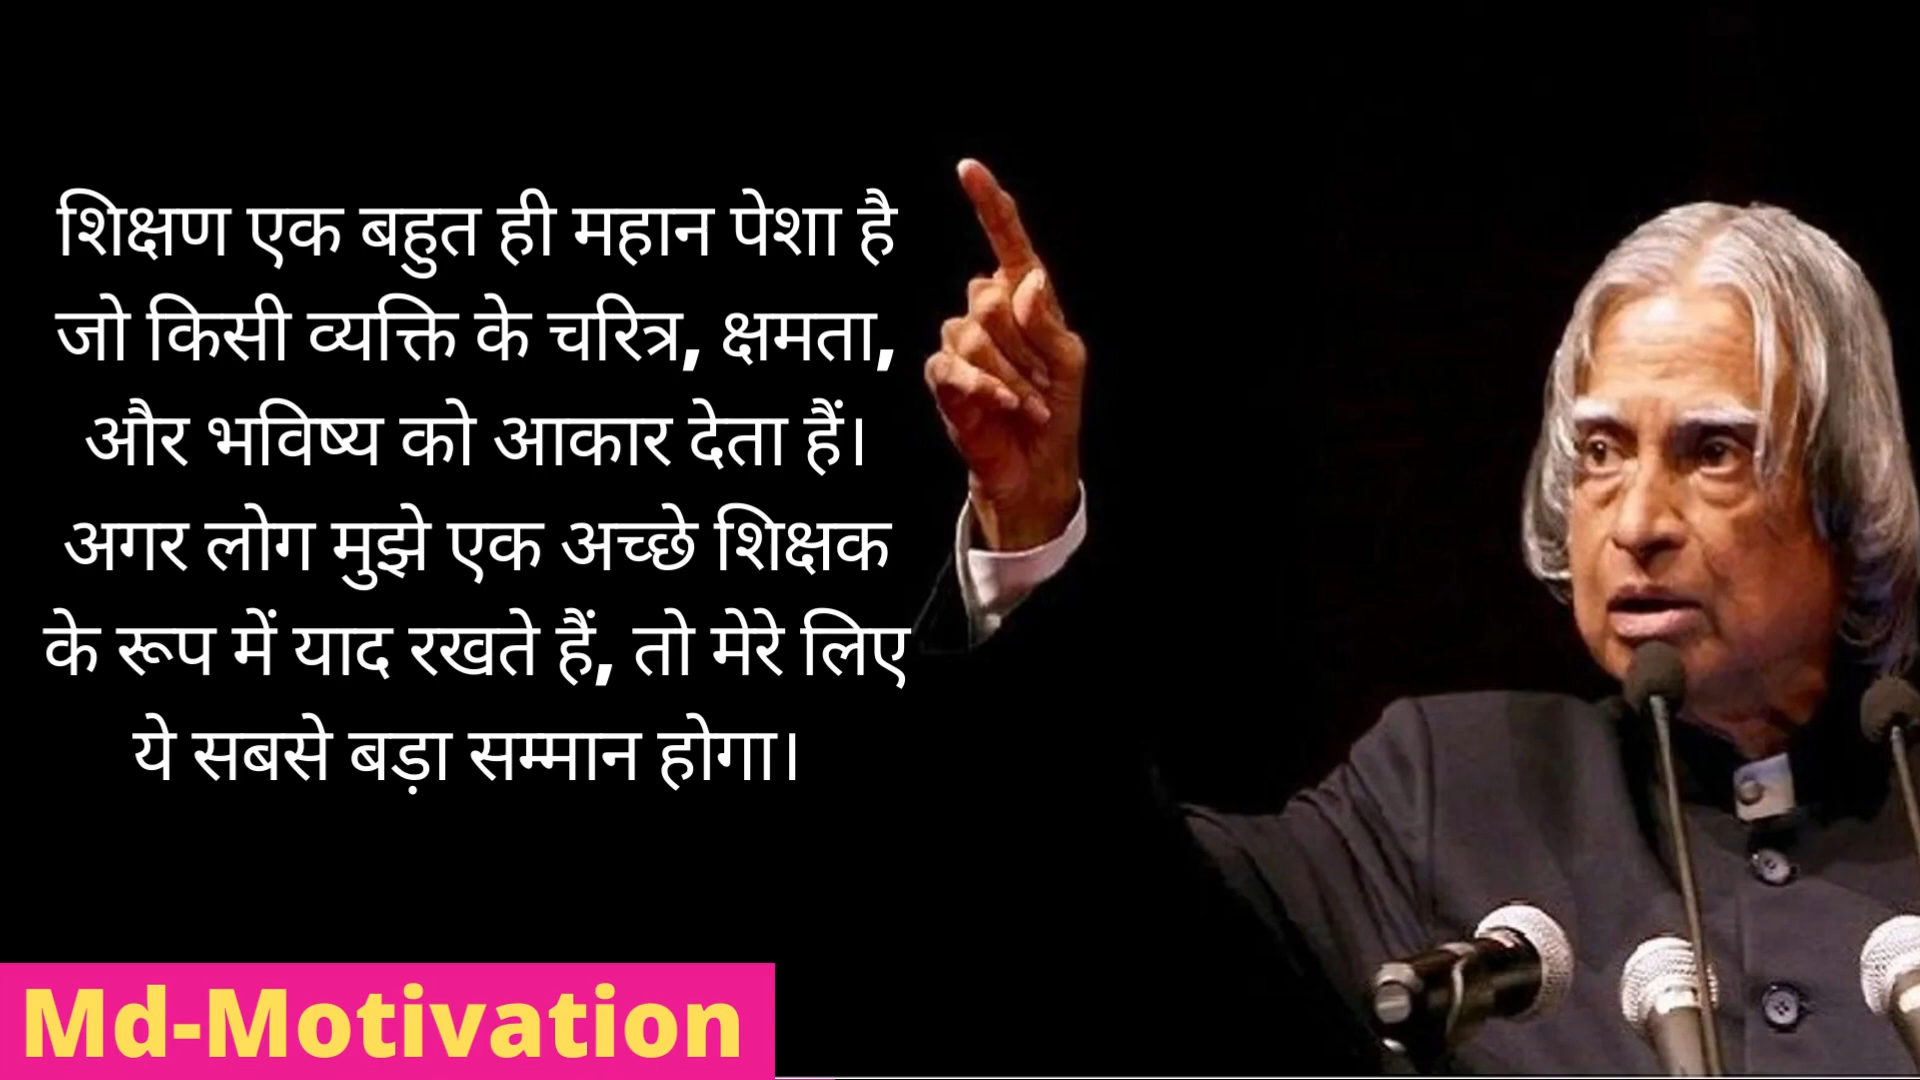 शिक्षण एक बहुत ही महान पेशा है
जो किसी व्यक्ति के चरित्र, क्षमता,
और भविष्य को आकार देता हैं।
अगर लोग मुझे एक अच्छे शिक्षक
के रूप में याद रखते हैं, तो मेरे लिए
ये सबसे बड़ा सम्मान होगा।
Md-Motivation